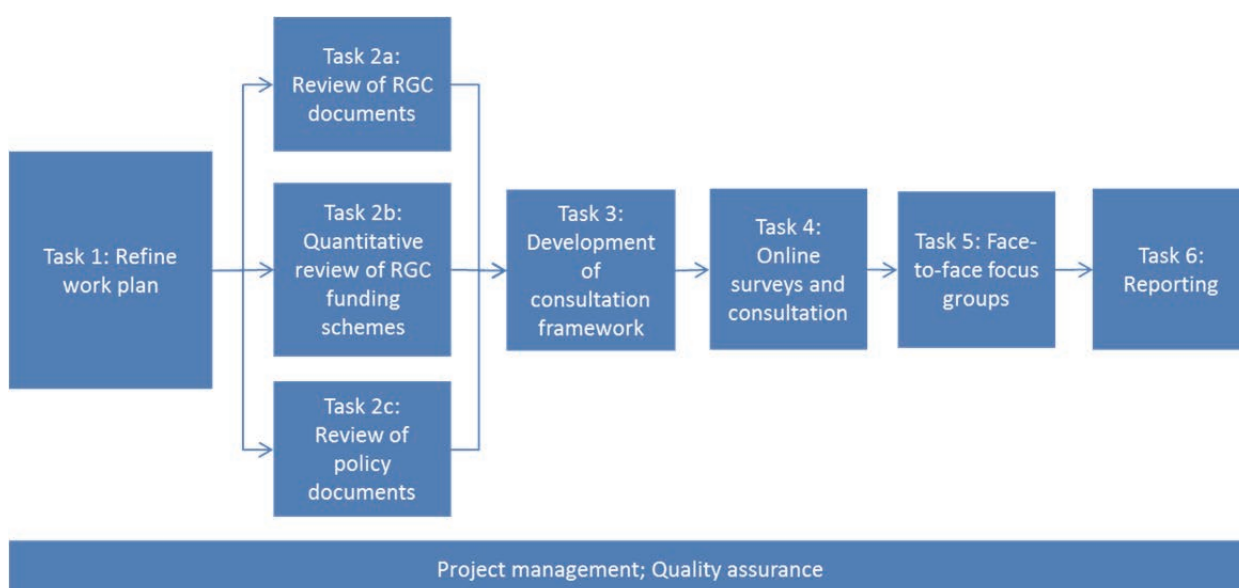 Task 1: Refine
work plan
Task 2a:
Review of RGC
documents
Task 2b:
Quantitative
review of RGC
funding
schemes
Task 2c:
Review of
policy
documents
Task 3:
Development
of
consultation
framework
Task 4:
Online
surveys and
consultation
Task 5: Face-
to-face focus
groups
Task 6:
Reporting
Project management; Quality assurance